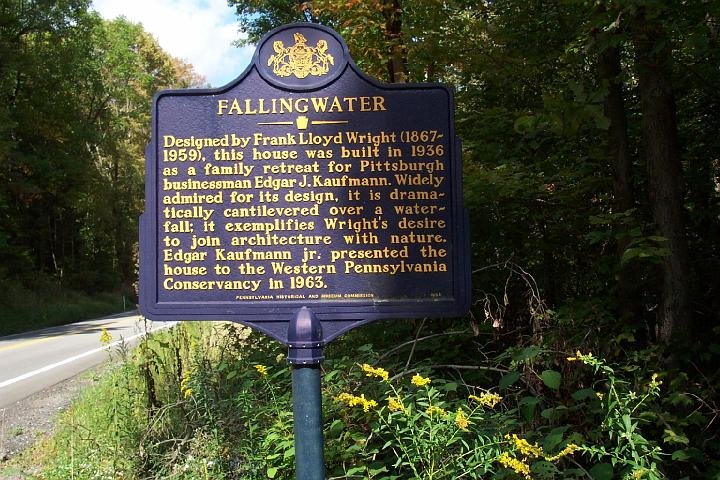 FALLINGWATER
Designed by Frank Lloyd Wright (1867-
1959), this house was built in 1936
as a family retreat for Pittsburgh
businessman Edgar J. Kaufmann. Widely
admired for its design, it is drama-
tically cantilevered over a water-
fall; it exemplifies Wright's desire
to join architecture with nature.
Edgar Kaufmann jr. presented the
house to the Western Pennsylvania
Conservancy in 1963.
PENNSYLVANIA HISTORICAL AND MUSEUM COMMISSION